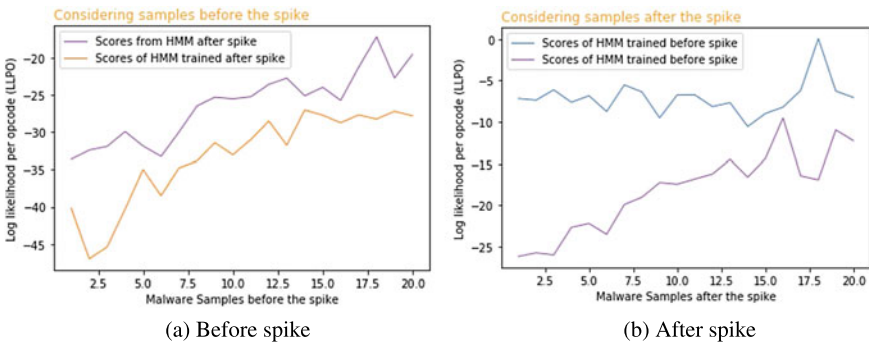 Considering samples before the spike
Log likelihood per opcode (LLPO)
-20
-25
-30
-35
-40
-45
Scores from HMM after spike
Scores of HMM trained after spike
2.5 5.0 7.5 10.0 12.5 15.0 17.5 20.0
Malware Samples before the spike
(a) Before spike
Considering samples after the spike
Log likelihood per opcode (LLPO)
0
-5
-10
-15
-20
-25
Scores of HMM trained before spike
Scores of HMM trained before spike
2.5 5.0 7.5 10.0 12.5 15.0 17.5 20.0
Malware Samples after the spike
(b) After spike